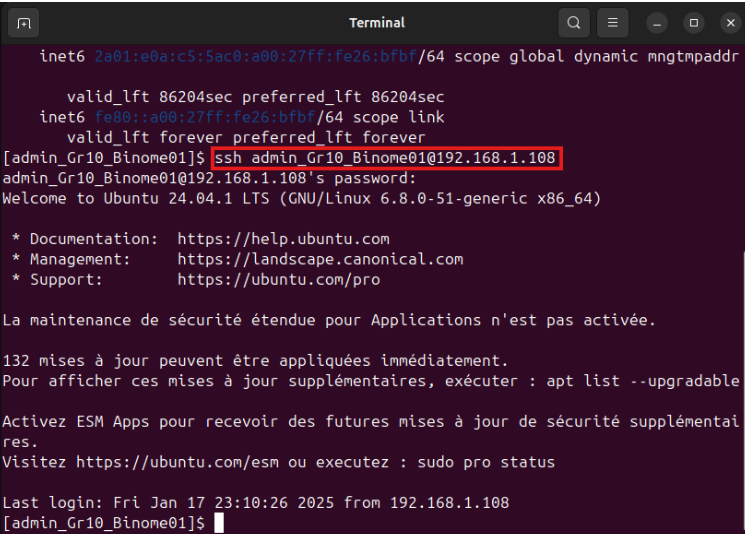 Terminal
inet6 2a01:e0a:c5:5ac0:a00:27ff:fe26:bfbf/64 scope global dynamic mngtmpaddr
valid_lft 86204sec preferred_lft 86204sec
inet6 fe80::a00:27ff:fe26:bfbf/64 scope link
valid_lft forever preferred_lft forever
[admin_Gr10_Binome01]$ ssh admin_Gr10_Binome01@192.168.1.108
admin_Gr10_Binome01@192.168.1.108's password:
Welcome to Ubuntu 24.04.1 LTS (GNU/Linux 6.8.0-51-generic x86_64)
* Documentation:  https://help.ubuntu.com
* Management:     https://landscape.canonical.com
* Support:        https://ubuntu.com/pro
La maintenance de sécurité étendue pour Applications n'est pas activée.
132 mises à jour peuvent être appliquées immédiatement.
Pour afficher ces mises à jour supplémentaires, exécuter : apt list --upgradable
Activez ESM Apps pour recevoir des futures mises à jour de sécurité supplémentai
res.
Visitez https://ubuntu.com/esm ou executez : sudo pro status
Last login: Fri Jan 17 23:10:26 2025 from 192.168.1.108
[admin_Gr10_Binome01]$